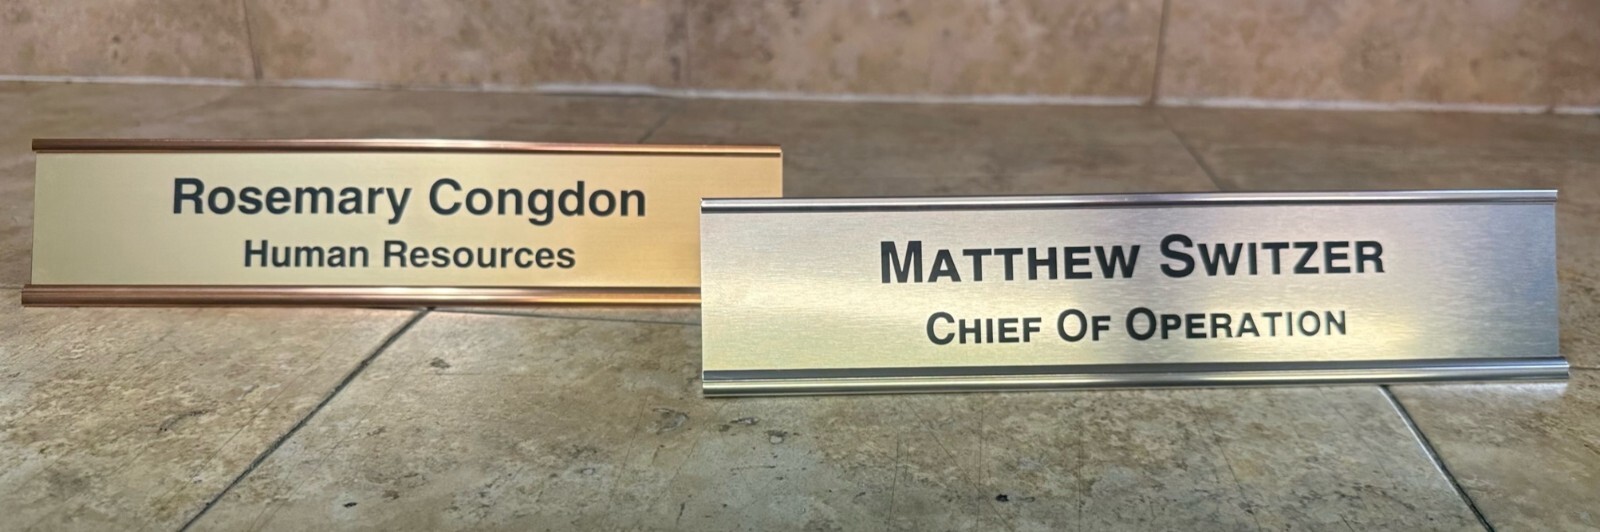 Rosemary Congdon
Human Resources
MATTHEW SWITZER
CHIEF OF OPERATION